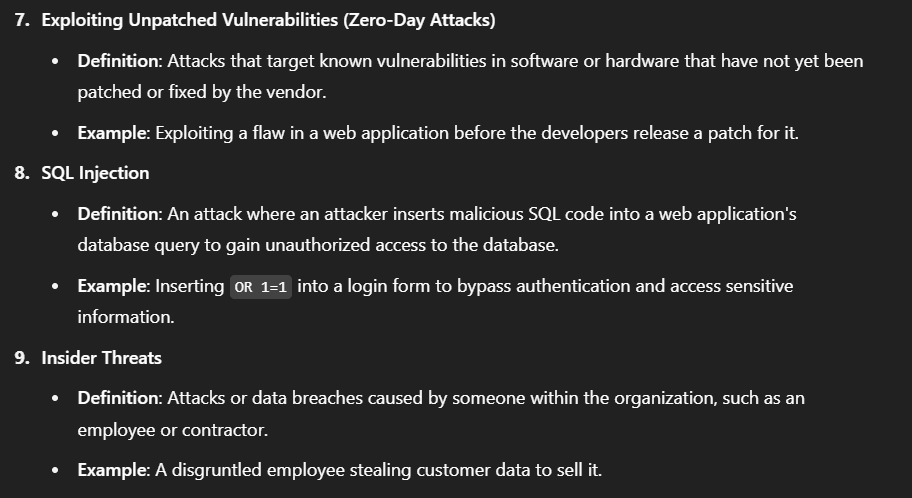 7. Exploiting Unpatched Vulnerabilities (Zero-Day Attacks)
• Definition: Attacks that target known vulnerabilities in software or hardware that have not yet been
patched or fixed by the vendor.
• Example: Exploiting a flaw in a web application before the developers release a patch for it.
8. SQL Injection
• Definition: An attack where an attacker inserts malicious SQL code into a web application's
database query to gain unauthorized access to the database.
• Example: Inserting OR 1=1 into a login form to bypass authentication and access sensitive
information.
9. Insider Threats
• Definition: Attacks or data breaches caused by someone within the organization, such as an
employee or contractor.
• Example: A disgruntled employee stealing customer data to sell it.